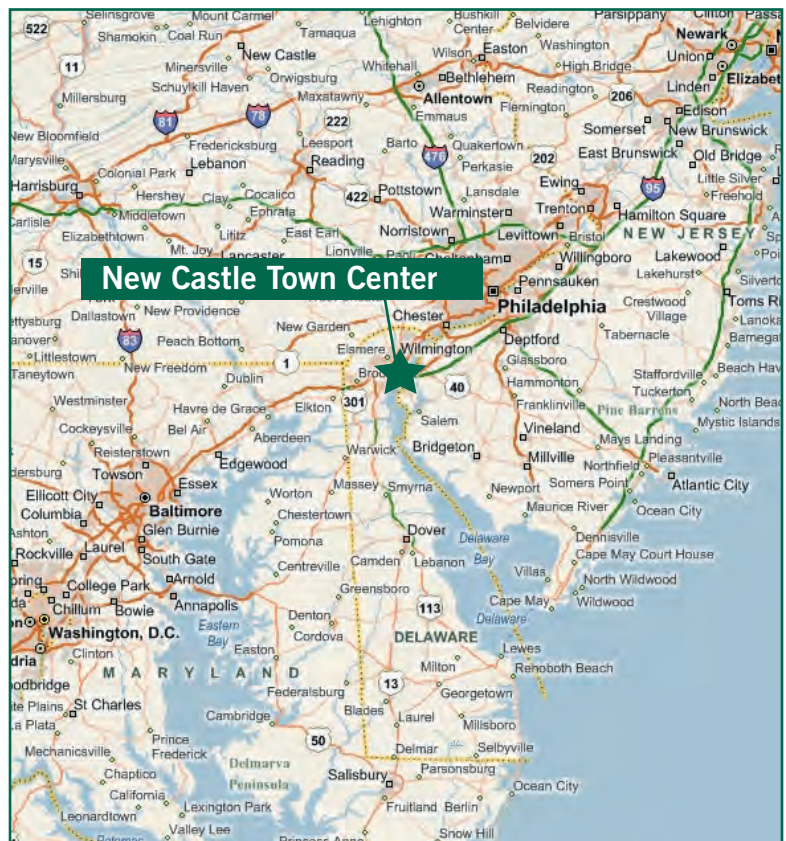 Selinsgrove
Mount Carmel
Lehighton
Bushkill
Center
Belvidere
Parsippany
Clifton
522
Shamokin
Coal Run
Tamaqua
Washington
Newark
New Castle
Wilson
Easton
Union
11
Minersville
Orwigsburg
Whitehall
Bethlehem
High Bridge
Schuylkill Haven
Linden
Millersburg
Maxatawny
Allentown
Readington
206
Emmaus
Flemington
Edison
81
78
222
Somerset
New Brunswick
New Bloomfield
Fredericksburg
Leesport
Barto
Quakertown
East Brunswick
Old Bridge
Marysville
Lebanon
Reading
476
Perkasie
202
Colonial Park
Little Silver
Harrisburg
Hershey
Clay
Cocalico
422
Pottstown
Lansdale
Ewing
95
Freehold
Ephrata
Warminster
Trenton
Hamilton Square
Carlisle
Middletown
Elizabethtown
Lititz
East Earl
Norristown
Levittown
Bristol
NEW JERSEY
Mt. Joy
Lionville
Paoli
Lakewood
15
Lancaster
Cheltenham
Willingboro
Lakehurst
New Castle Town Center
Pennsauken
Crestwood
Village
Philadelphia
Dallastown
New Providence
Chester
Tabernacle
83
Peach Bottom
New Garden
Deptford
Littlestown
Elsmere
Wilmington
Glassboro
Taneytown
New Freedom
1
Staffordville
Dublin
40
Hammonton
Tuckerton
Westminster
Elkton
301
Franklinville
Pine Barrens
Havre de Grace
Salem
Cockeysville
Bel Air
Vineland
Mystic Islands
Reisterstown
Aberdeen
Bridgeton
Mays Landing
Towson
Edgewood
Warwick
Millville
Northfield
Pleasantville
Essex
Massey
Smyrna
Somers Point
Atlantic City
Ellicott City
Baltimore
Worton
Newport
Columbia
Maurice River
Ocean City
Glen Burnie
Chestertown
Dover
Rockville
Laurel
Pomona
Delaware
Bay
Dennisville
South Gate
Camden
Lebanon
Cape May Court House
College Park
Arnold
Centreville
Villas
North Wildwood
Chillum
Bowie
Annapolis
Greensboro
Cape May
Wildwood
113
Washington, D.C.
Denton
Delaware
Eastern
Bay
Cordova
DELAWARE
Clinton
Easton
Lewes
MARYLAND
Milton
Rehoboth Beach
Federalsburg
13
Georgetown
St Charles
Blades
La Plata
Cambridge
Laurel
Millsboro
Prince
Frederick
50
Mechanicsville
Delmar
Selbyville
Chaptico
Delmarva
Peninsula
Parsonsburg
California
Salisbury
Ocean City
Leonardtown
Lexington Park
Fruitland
Berlin
Valley Lee
Snow Hill